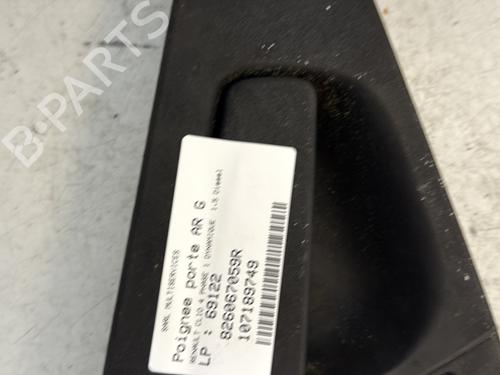 SARL MULTISERVICES
Poignee porte AR G
RENAULT CLIO 4 PHASE 1 DYNAMIQUE 1.5 Diesel
LP : 69122
826067059R
107189749
B-PARTS